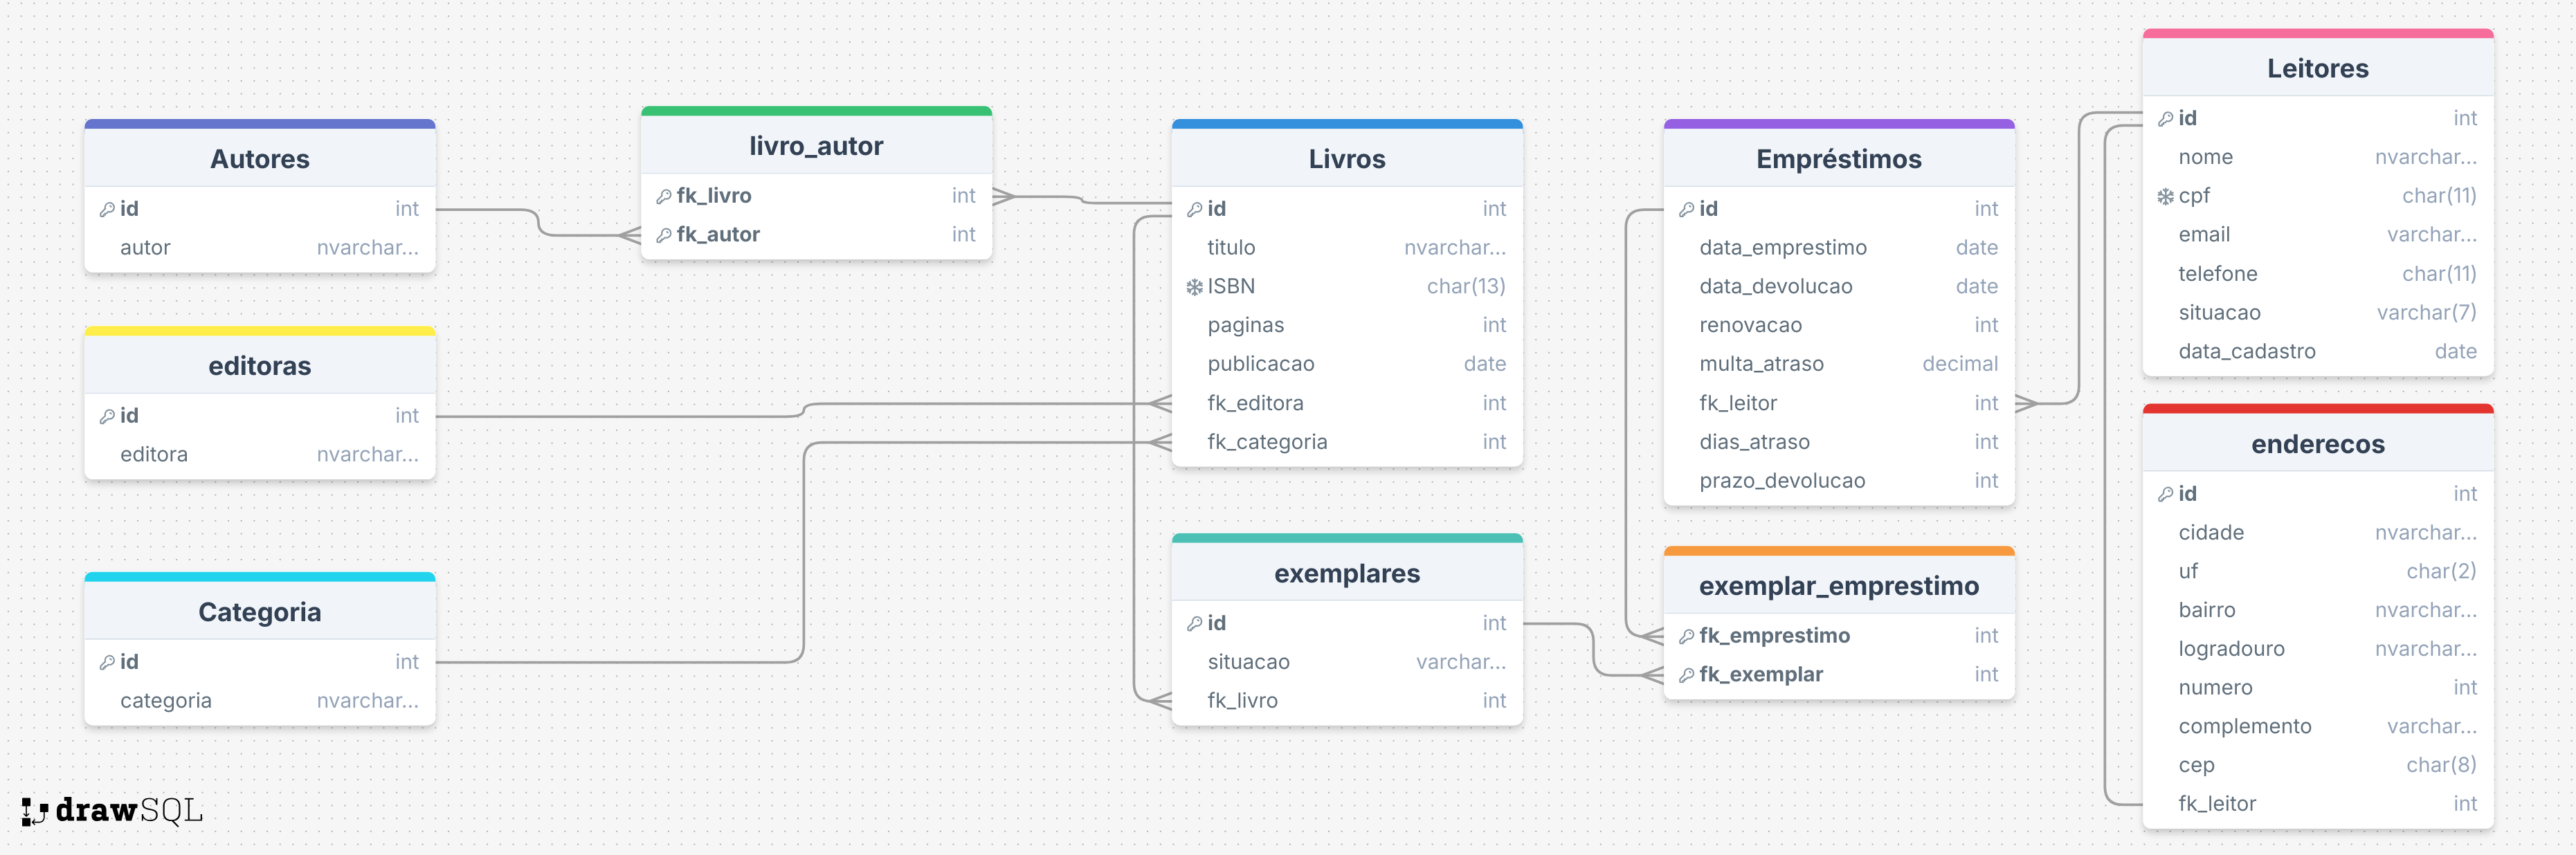 Autores
id int
autor nvarchar...
editoras
id int
editora nvarchar...
Categoria
id int
categoria nvarchar...
livro_autor
fk_livro int
fk_autor int
Livros
id int
titulo nvarchar...
ISBN char(13)
paginas int
publicacao date
fk_editora int
fk_categoria int
exemplares
id int
situacao varchar...
fk_livro int
Empréstimos
id int
data_emprestimo date
data_devolucao date
renovacao int
multa_atraso decimal
fk_leitor int
dias_atraso int
prazo_devolucao int
exemplar_emprestimo
fk_emprestimo int
fk_exemplar int
Leitores
id int
nome nvarchar...
cpf char(11)
email varchar...
telefone char(11)
situacao varchar(7)
data_cadastro date
enderecos
id int
cidade nvarchar...
uf char(2)
bairro nvarchar...
logradouro nvarchar...
numero int
complemento varchar...
cep char(8)
fk_leitor int
drawSQL